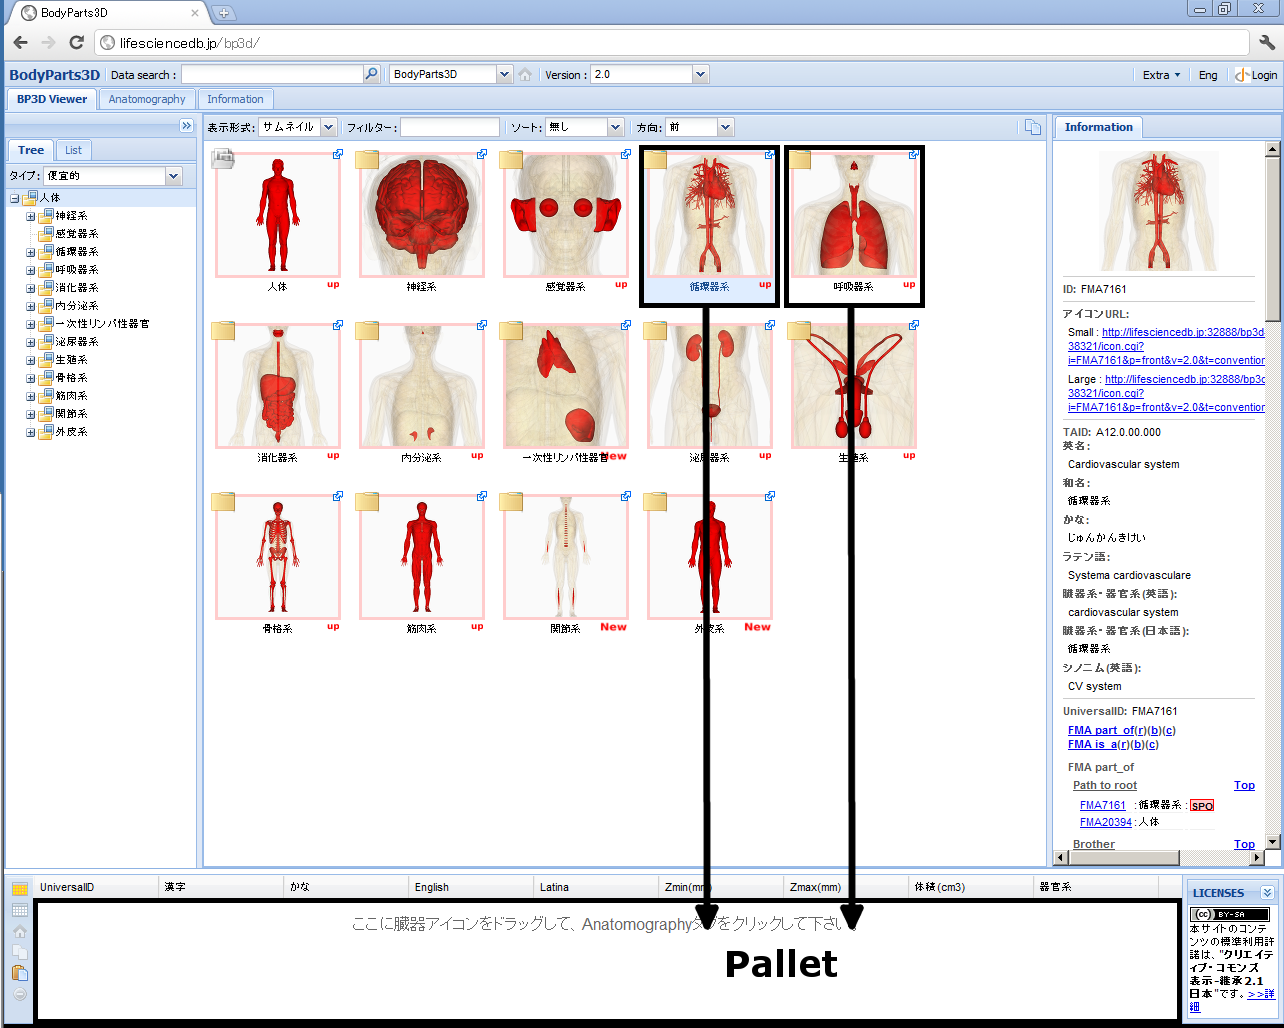 BodyParts3D
lifesciencedb.jp/bp3d/
BodyParts3D Data search : BodyParts3D Version : 2.0 Extra Eng Login
BP3D Viewer Anatomography Information
表示形式: サムネイル フィルター: ソート: 無し 方向: 前
Tree List
タイプ: 便宜的
人体
神経系
感覚器系
循環器系
呼吸器系
消化器系
内分泌系
一次性リンパ性器官
泌尿器系
生殖系
骨格系
筋肉系
関節系
外皮系
人体 up 神経系 up 感覚器系 up 循環器系 up 呼吸器系 up
消化器系 up 内分泌系 up 一次性リンパ性器官 New 泌尿器系 up 生殖系 up
骨格系 up 筋肉系 up 関節系 New 外皮系 New
Information
ID: FMA7161
アイコンURL:
Small : http://lifesciencedb.jp:32888/bp3d-
38321/icon.cgi?
i=FMA7161&p=front&v=2.0&t=convention
Large : http://lifesciencedb.jp:32888/bp3d-
38321/icon.cgi?
i=FMA7161&p=front&v=2.0&t=convention
TAID: A12.0.00.000
英名:
Cardiovascular system
和名:
循環器系
かな:
じゅんかんきけい
ラテン語:
Systema cardiovasculare
臓器系・器官系(英語):
cardiovascular system
臓器系・器官系(日本語):
循環器系
シノニム(英語):
CV system
UniversalID: FMA7161
FMA part_of(r)(b)(c)
FMA is_a(r)(b)(c)
FMA part_of
Path to root Top
FMA7161 :循環器系 : SPO
FMA20394 :人体
Brother Top
UniversalID 漢字 かな English Latina Zmin(mm) Zmax(mm) 体積(cm3) 器官系
ここに臓器アイコンをドラッグして、Anatomographyタブをクリックして下さい
Pallet
LICENSES
cc BY-SA
本サイトのコンテ
ンツの標準利用許
諾は、"クリエイテ
ィブ・コモンズ
表示-継承2.1
日本"です。>>詳
細